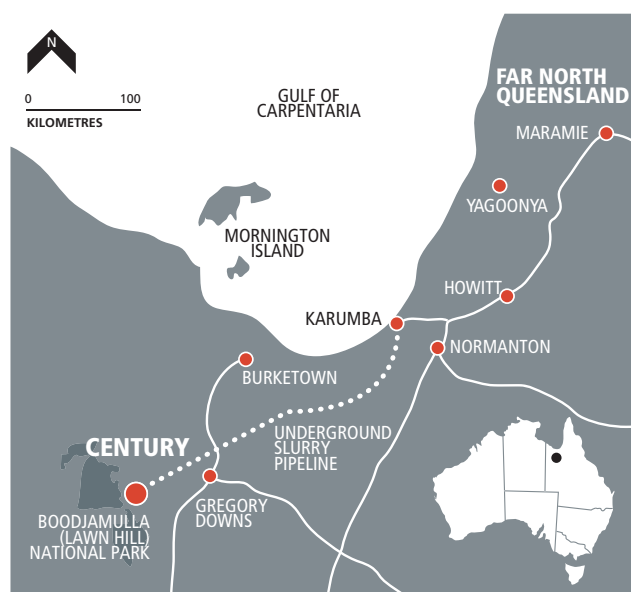 N
0 100
KILOMETRES
GULF OF
CARPENTARIA
FAR NORTH
QUEENSLAND
MARAMIE
YAGOONYA
MORNINGTON
ISLAND
HOWITT
KARUMBA
NORMANTON
BURKETOWN
CENTURY
UNDERGROUND
SLURRY
PIPELINE
GREGORY
DOWNS
BOODJAMULLA
(LAWN HILL)
NATIONAL PARK